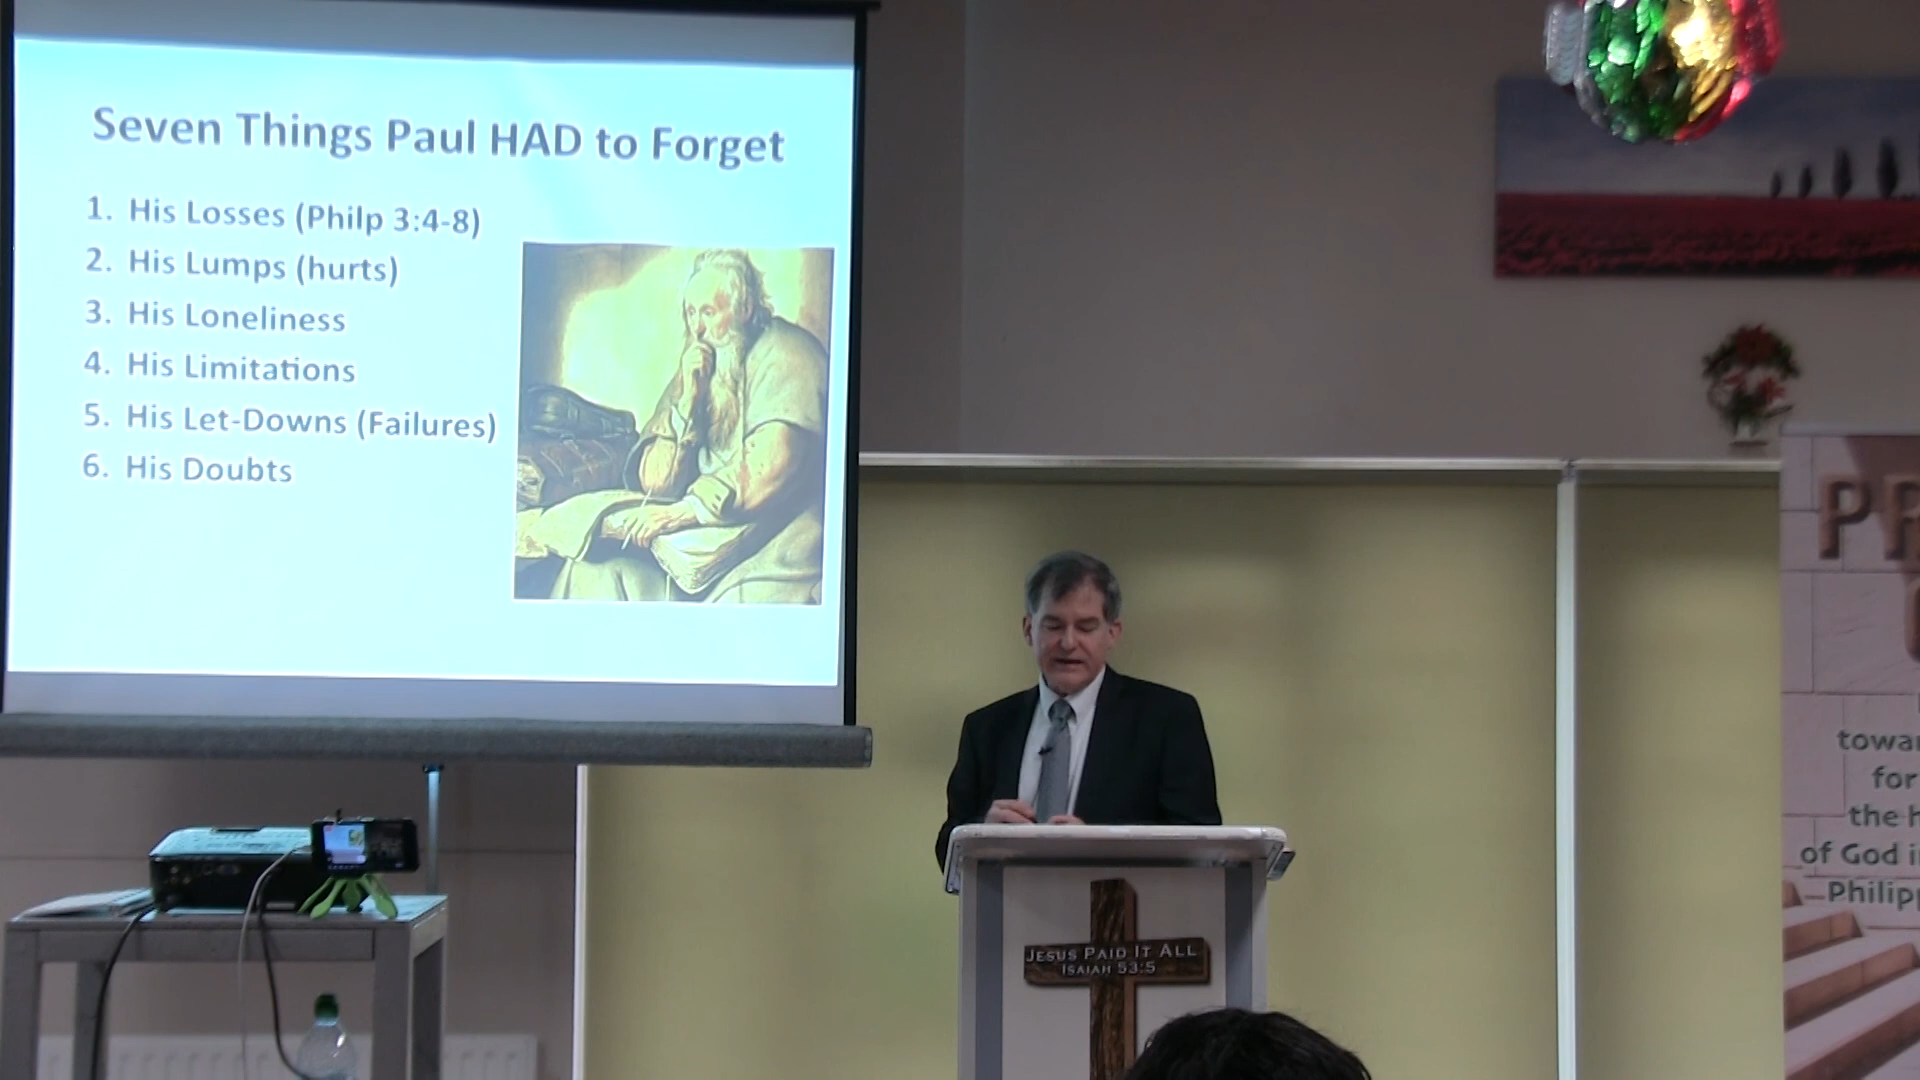 Seven Things Paul HAD to Forget
1. His Losses (Philp 3:4-8)
2. His Lumps (hurts)
3. His Loneliness
4. His Limitations
5. His Let-Downs (Failures)
6. His Doubts
JESUS PAID IT ALL
ISAIAH 53:5
for
the
of God